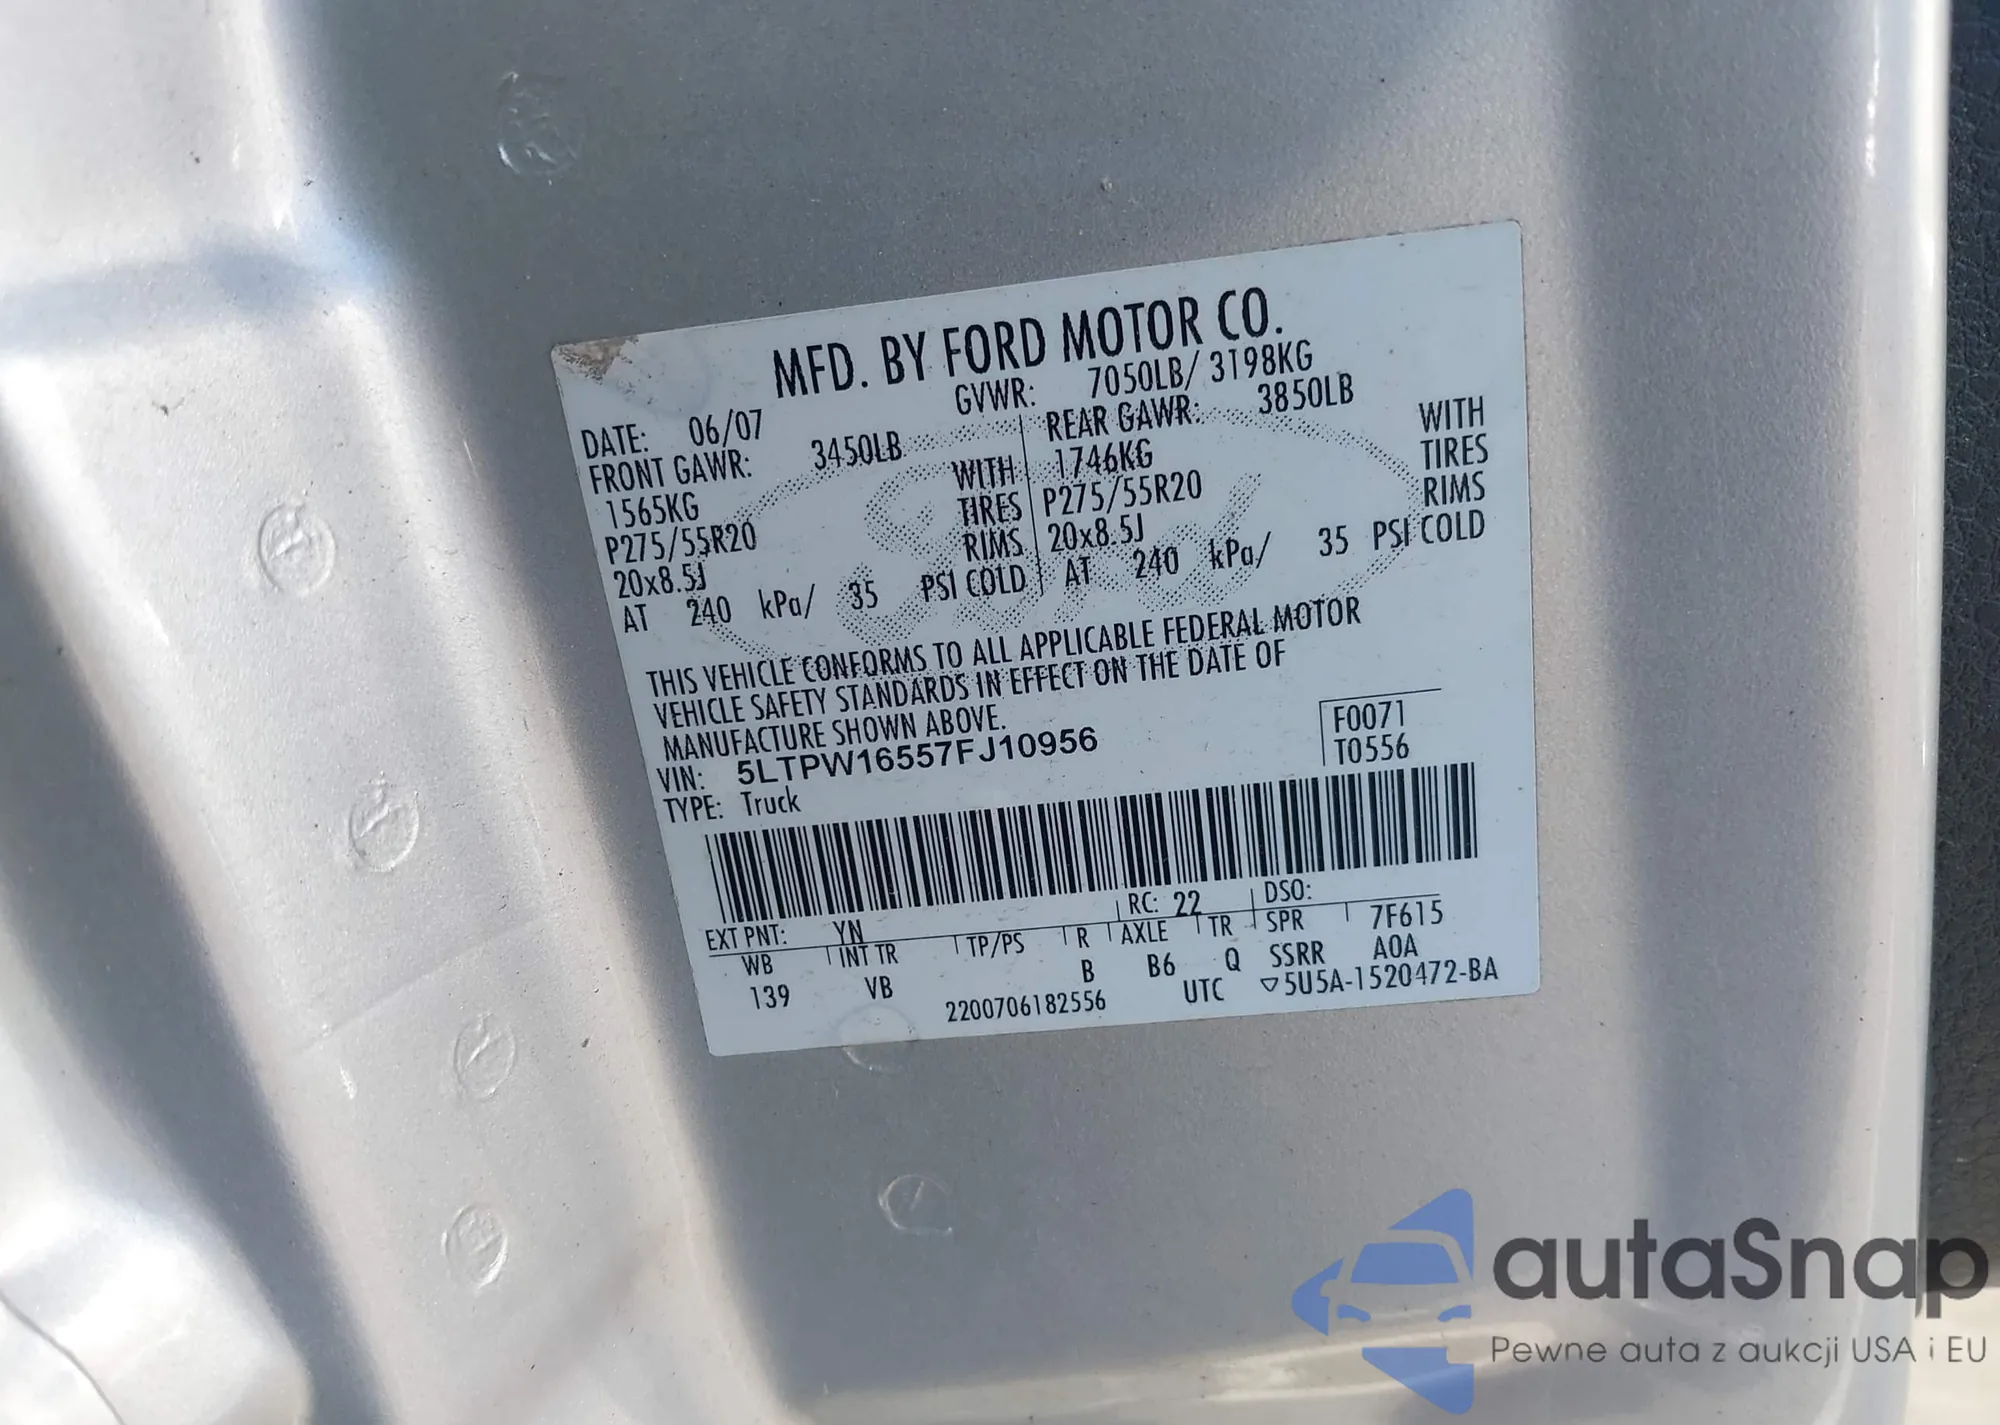 MFD. BY FORD MOTOR CO.
DATE: 06/07 GVWR: 7050LB/ 3198KG
FRONT GAWR: 3450LB REAR GAWR: 3850LB
1565KG WITH 1746KG WITH
P275/55R20 TIRES P275/55R20 TIRES
20x8.5J RIMS 20x8.5J RIMS
AT 240 kPa/ 35 PSI COLD AT 240 kPa/ 35 PSI COLD
THIS VEHICLE CONFORMS TO ALL APPLICABLE FEDERAL MOTOR
VEHICLE SAFETY STANDARDS IN EFFECT ON THE DATE OF
MANUFACTURE SHOWN ABOVE.
VIN: 5LTPW16557FJ10956 F0071
TYPE: Truck T0556
EXT PNT: YN RC: 22 DSO:
WB INT TR TP/PS R AXLE TR SPR 7F615
139 VB B B6 Q SSRR A0A
2200706182556 UTC ▽5U5A-1520472-BA
Ford
autaSnap
Pewne auta z aukcji USA i EU